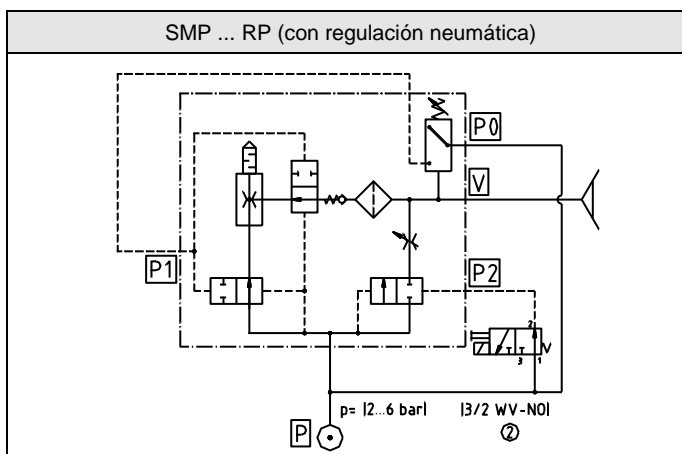 SMP ... RP (con regulación neumática)
P0
V
P1
P2
2
3 1
p= |2...6 bar| |3/2 WV-NO|
P
2